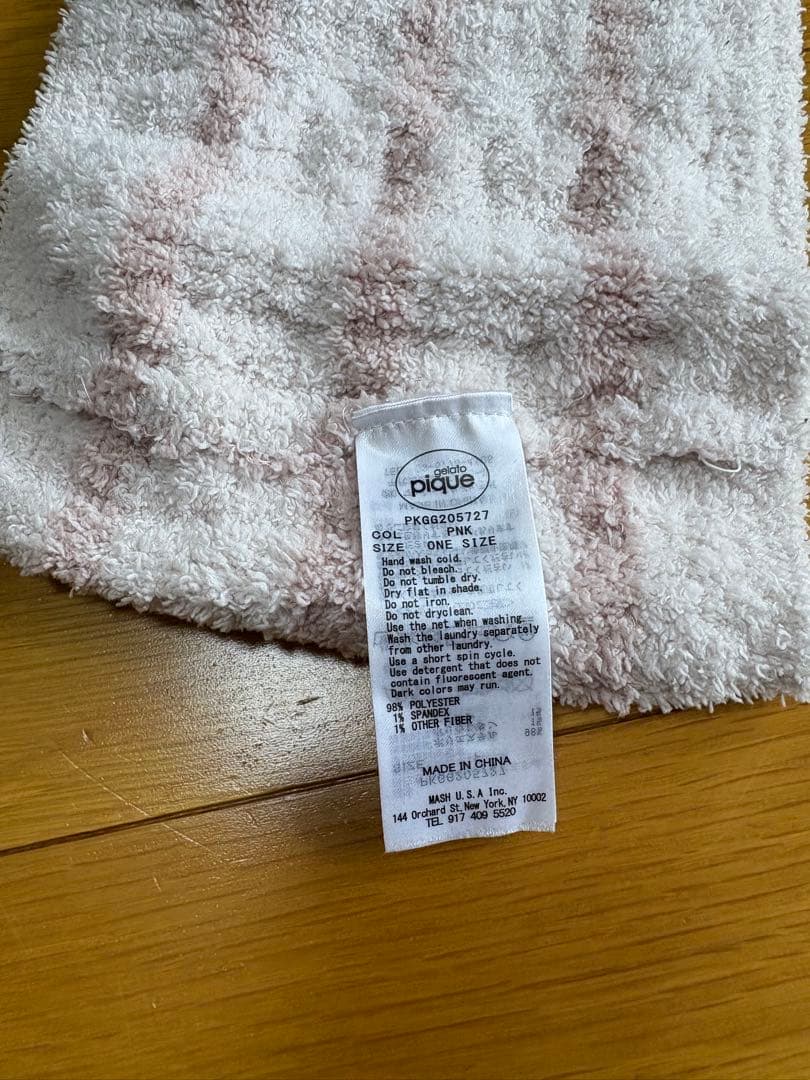 gelato
pique
PKGG205727
COL PNK
SIZE ONE SIZE
Hand wash cold.
Do not bleach.
Do not tumble dry.
Dry flat in shade.
Do not iron.
Do not dryclean.
Use the net when washing.
Wash the laundry separately
from other laundry.
Use a short spin cycle.
Use detergent that does not
contain fluorescent agent.
Dark colors may run.
98% POLYESTER
1% SPANDEX
1% OTHER FIBER
MADE IN CHINA
MASH U.S.A Inc.
144 Orchard St, New York, NY 10002
TEL 917 409 5520